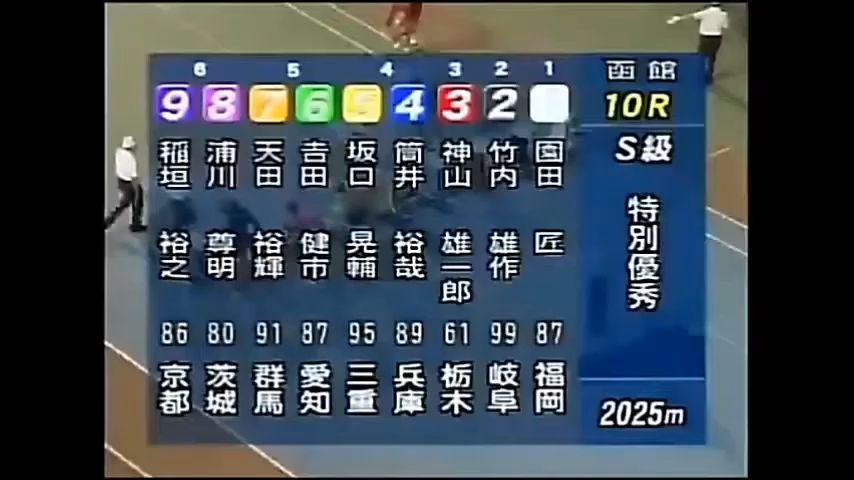 函館
10R
S級
特別優秀
2025m
1
園田 匠 87 福岡
2
2 竹内 雄作 99 岐阜
3
3 神山 雄一郎 61 栃木
4
4 筒井 裕哉 89 兵庫
5 坂口 晃輔 95 三重
5
6 吉田 健市 87 愛知
7 天田 裕輝 91 群馬
6
8 浦川 尊明 80 茨城
9 稲垣 裕之 86 京都